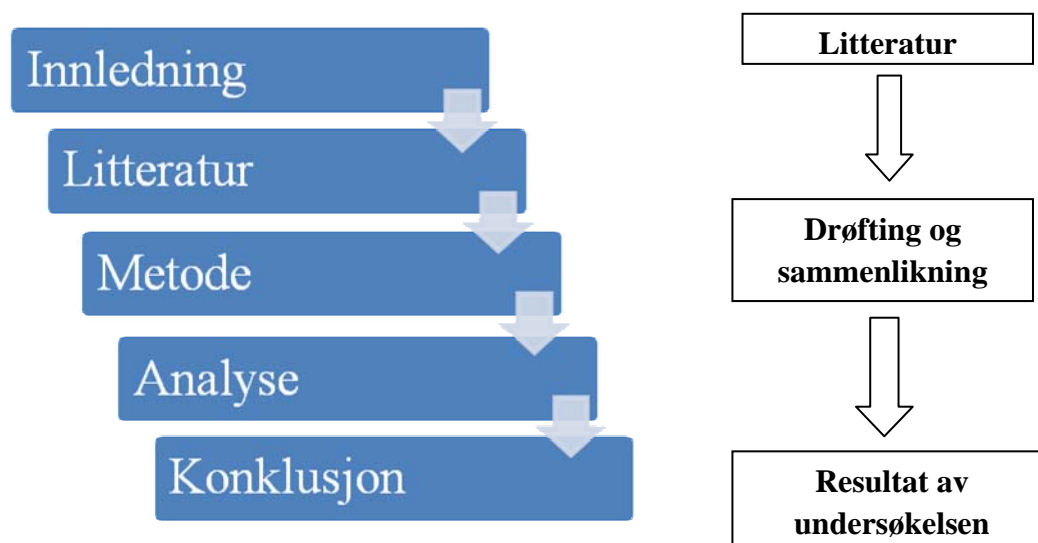 Innledning
Litteratur
Metode
Analyse
Konklusjon
Litteratur
Drøfting og
sammenlikning
Resultat av
undersøkelsen